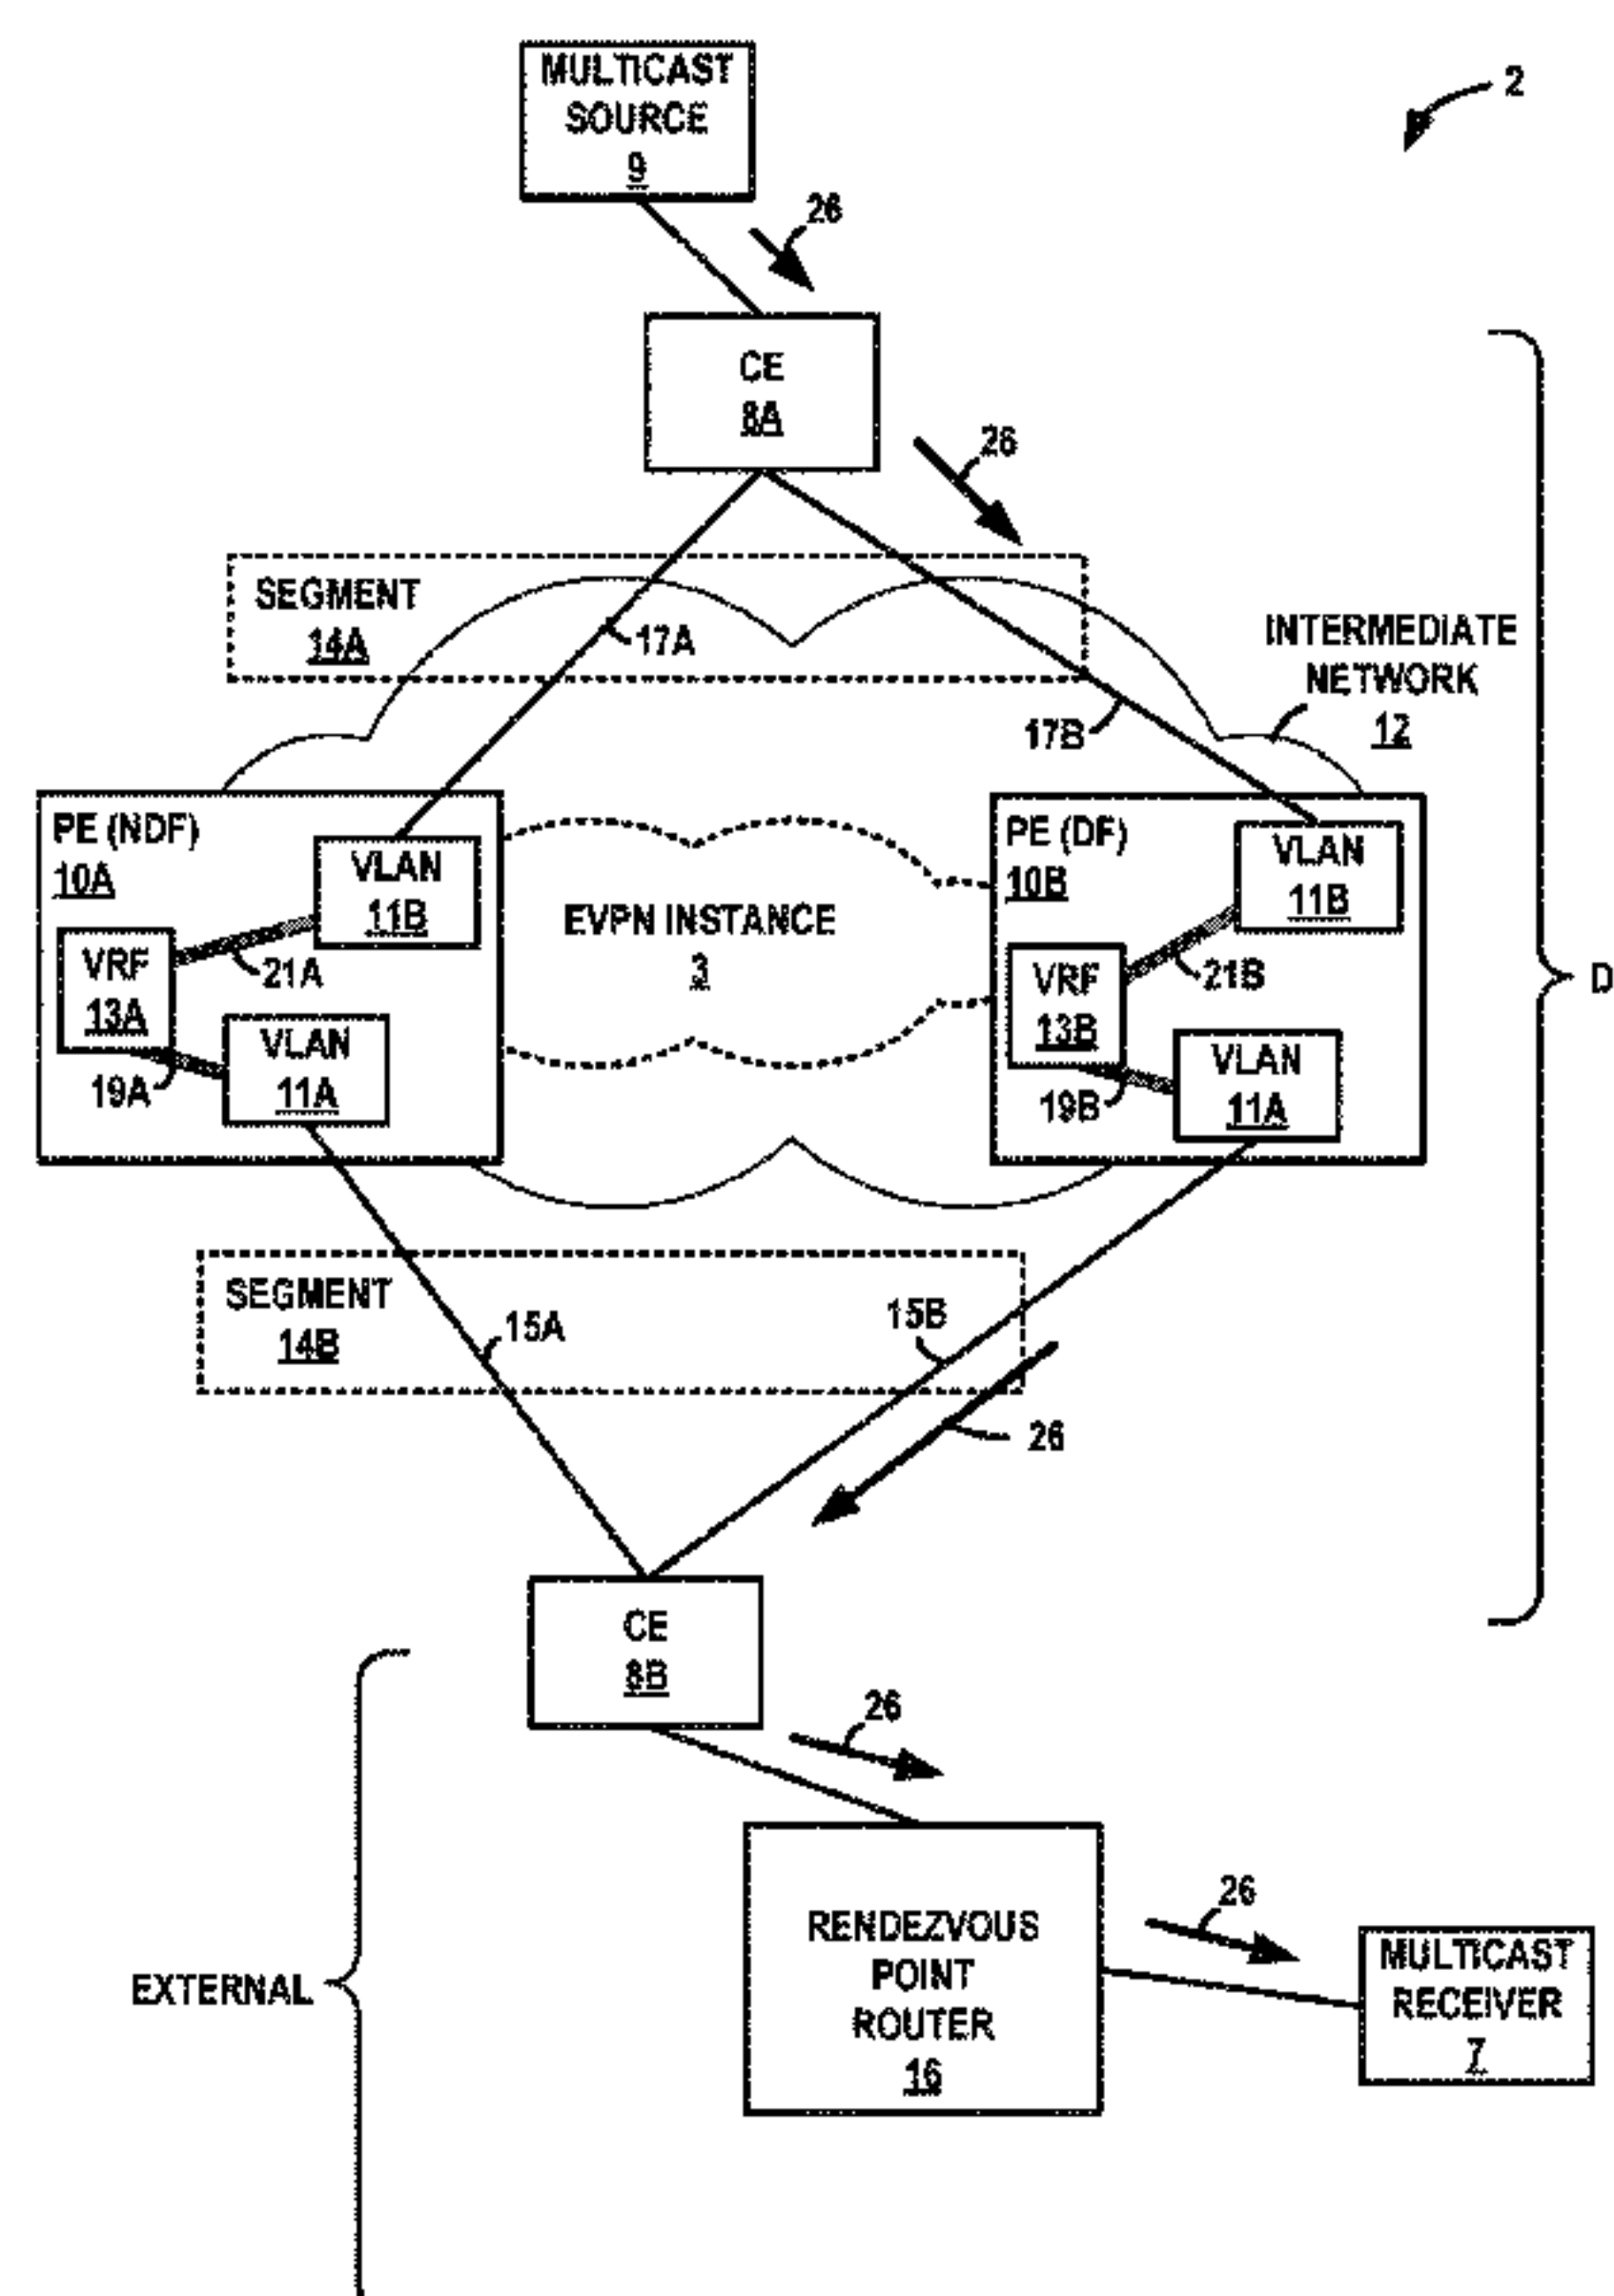 MULTICAST
SOURCE
9
2
26
CE
8A
26
SEGMENT
14A
17A
INTERMEDIATE
NETWORK
12
17B
PE (NDF)
10A
VLAN
11B
VRF
13A
21A
VLAN
11A
19A
EVPN INSTANCE
3
PE (DF)
10B
VLAN
11B
VRF
13B
21B
VLAN
11A
19B
D
SEGMENT
14B
15A
15B
26
CE
8B
26
EXTERNAL
RENDEZVOUS
POINT
ROUTER
16
26
MULTICAST
RECEIVER
7